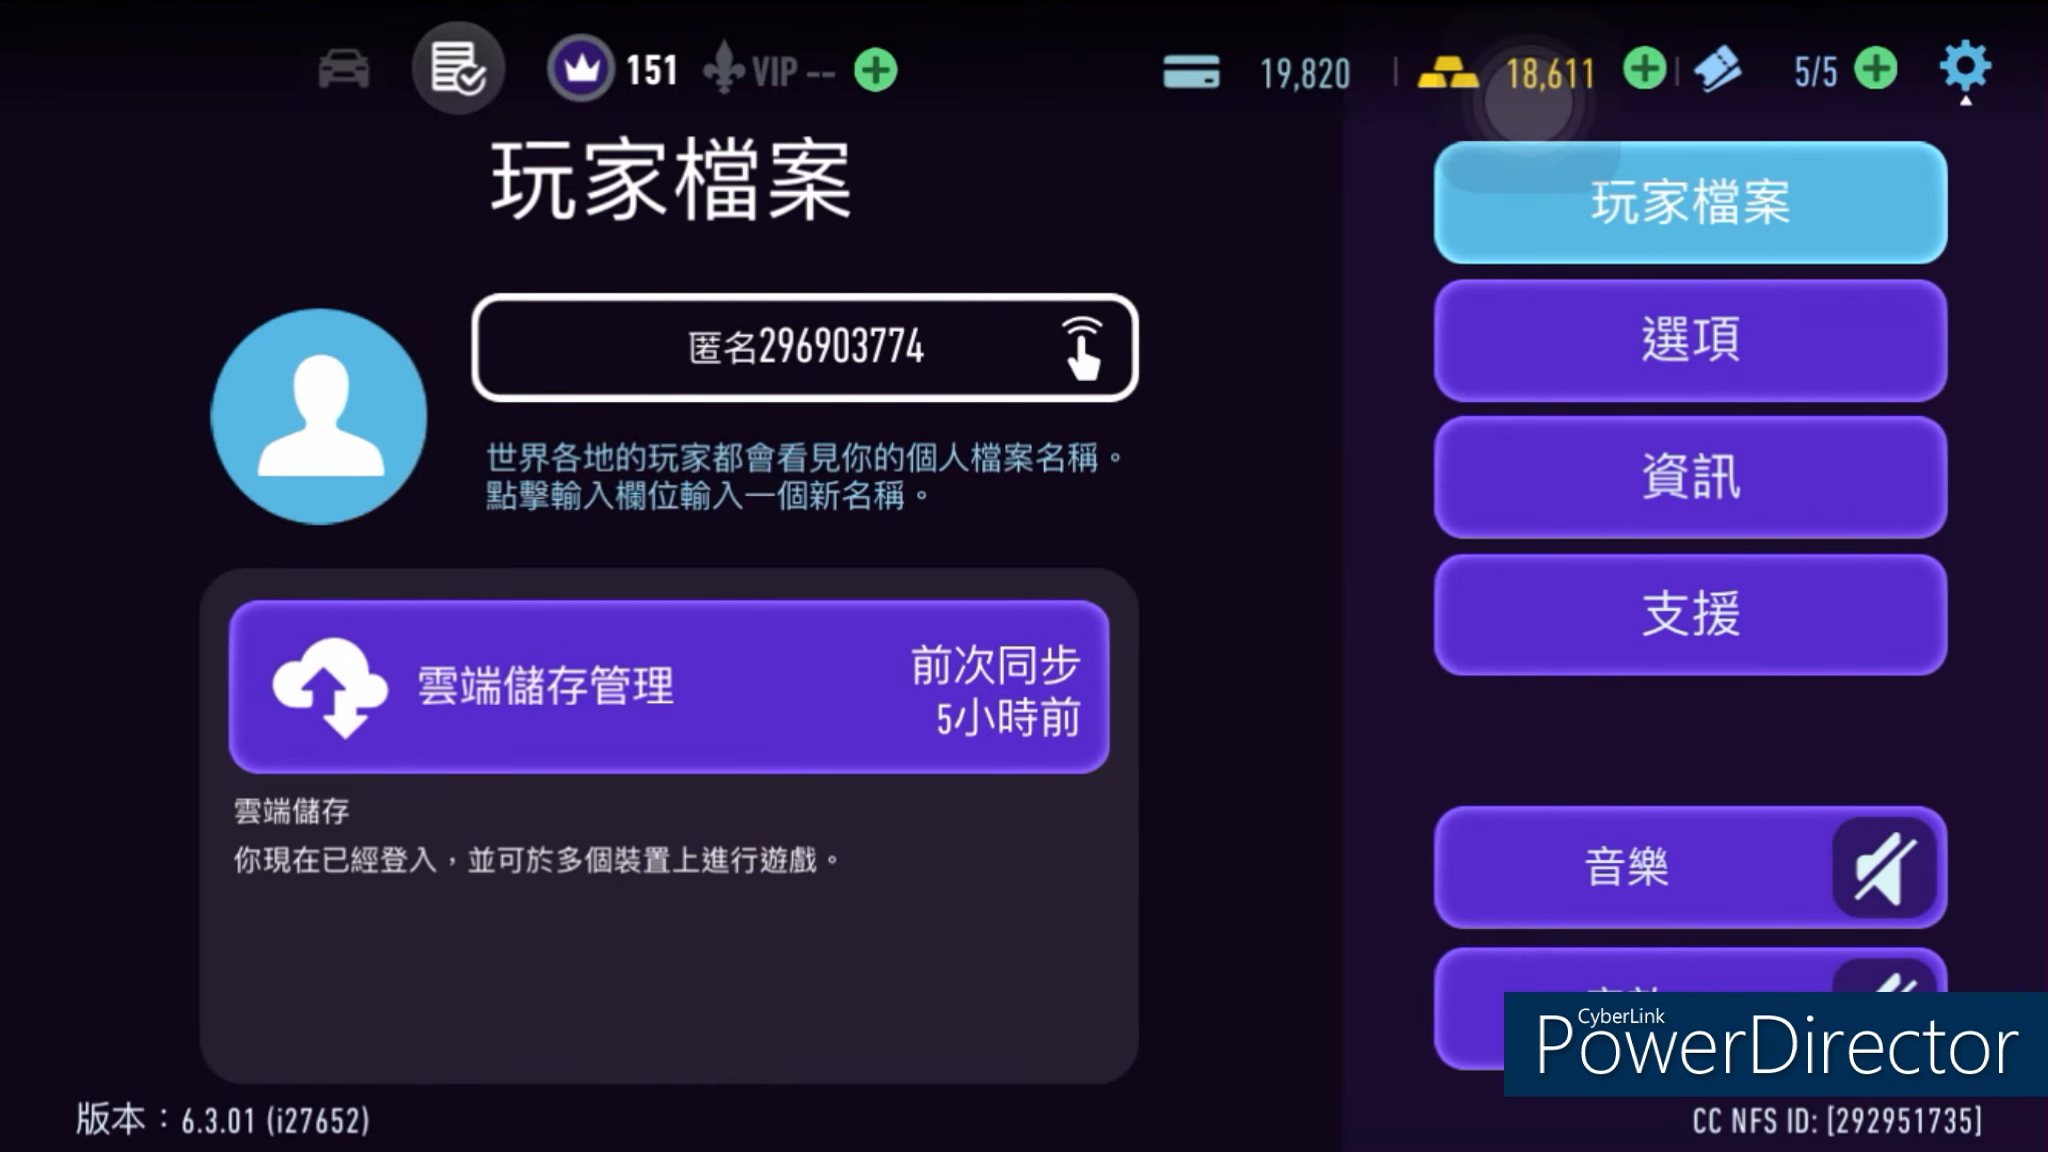 151
VIP --
19,820
18,611
5/5
玩家檔案
匿名296903774
世界各地的玩家都會看見你的個人檔案名稱。
點擊輸入欄位輸入一個新名稱。
雲端儲存管理
前次同步
5小時前
雲端儲存
你現在已經登入，並可於多個裝置上進行遊戲。
玩家檔案
選項
資訊
支援
音樂
CyberLink
PowerDirector
版本：6.3.01 (i27652)
CC NFS ID: [292951735]